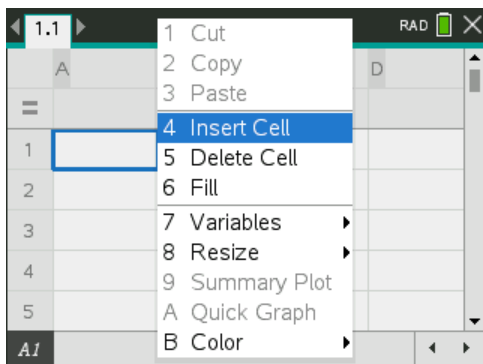 1.1
RAD
A
D
1
2
3
4
5
A1
1 Cut
2 Copy
3 Paste
4 Insert Cell
5 Delete Cell
6 Fill
7 Variables
8 Resize
9 Summary Plot
A Quick Graph
B Color